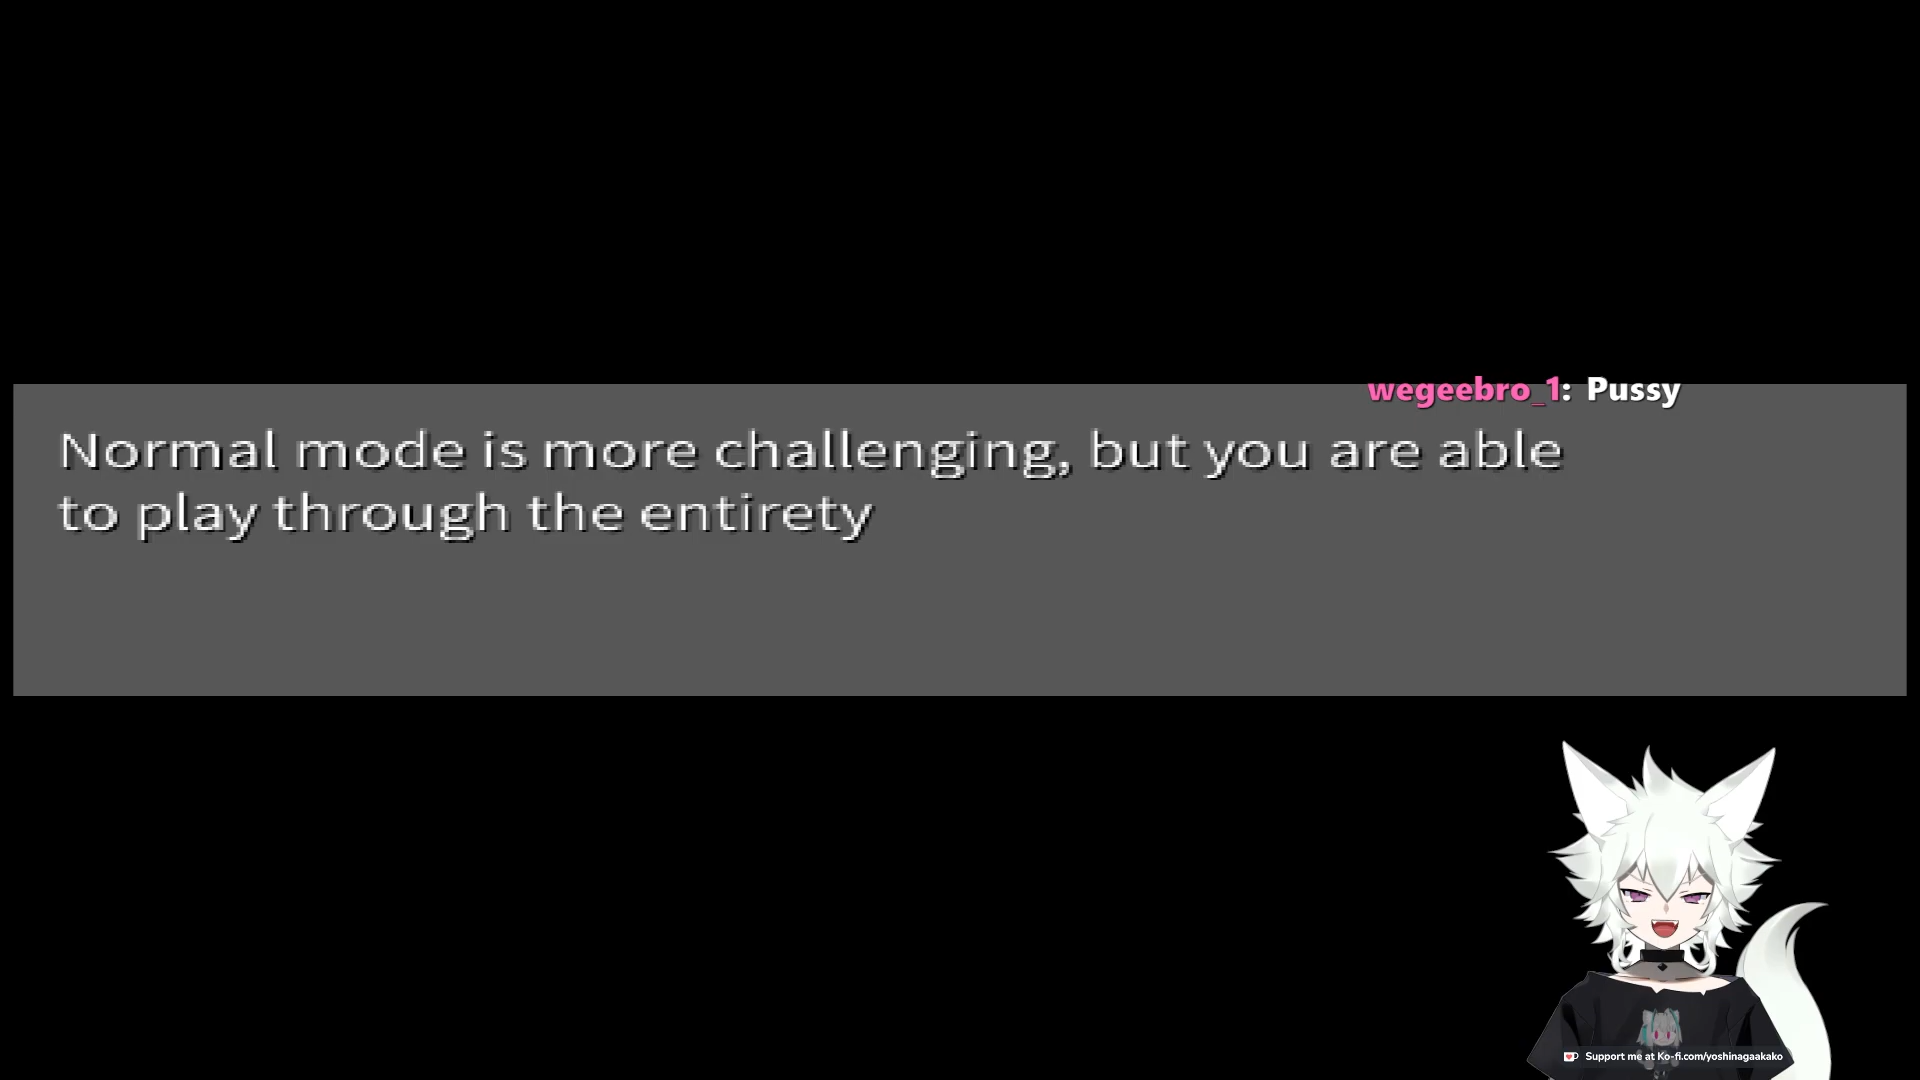 wegeebro_1: Pussy
Normal mode is more challenging, but you are able
to play through the entirety
Support me at Ko-fi.com/yoshinagaakako